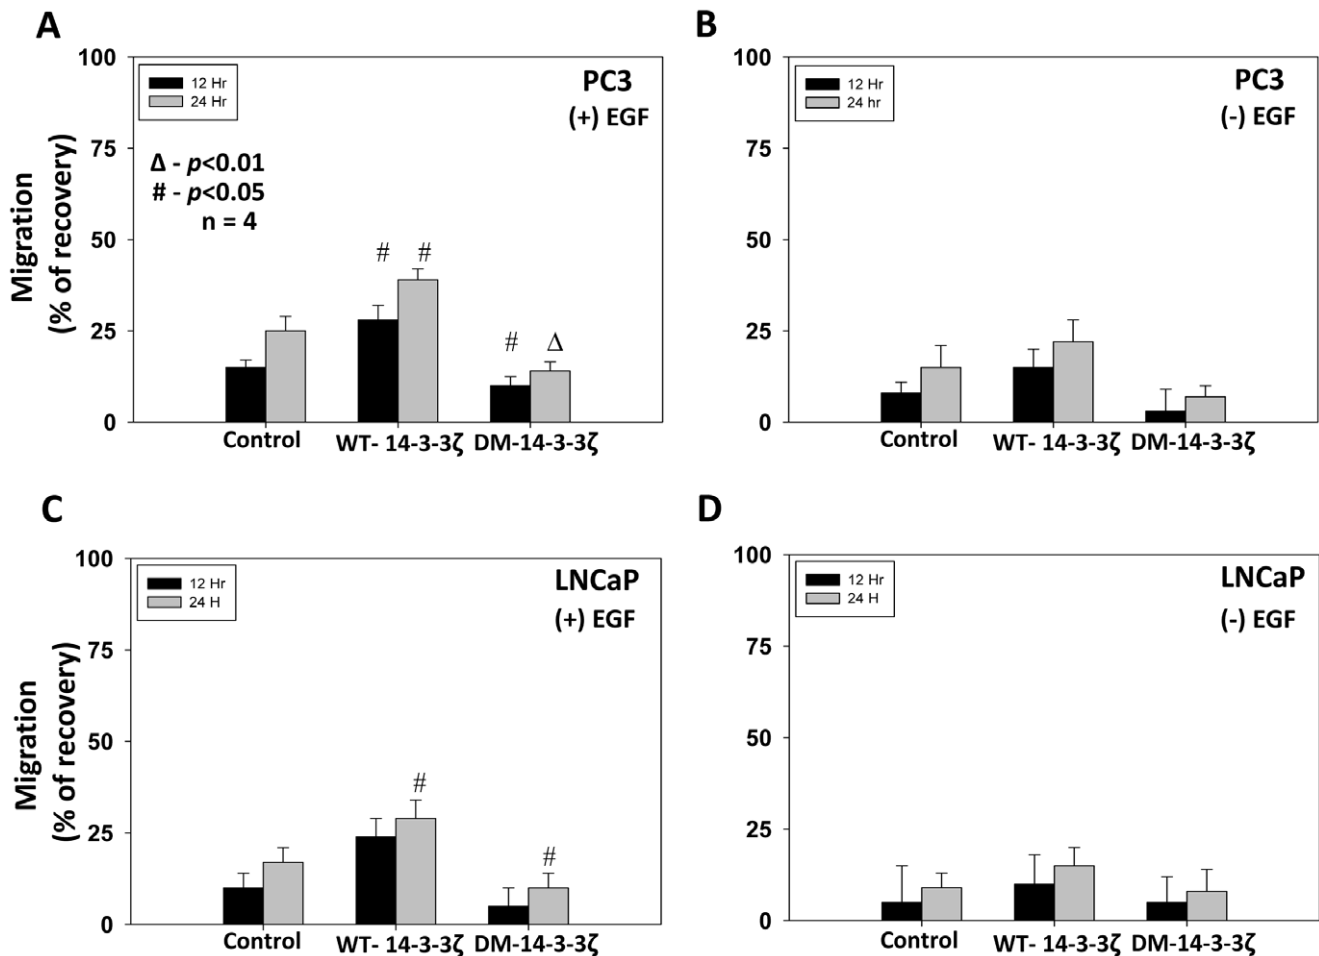 A
100
75
50
25
0
Migration
(% of recovery)
12 Hr
24 Hr
PC3
(+) EGF
Δ - p<0.01
# - p<0.05
n = 4
# #
# Δ
Control WT- 14-3-3ζ DM-14-3-3ζ
B
100
75
50
25
0
12 Hr
24 hr
PC3
(-) EGF
Control WT- 14-3-3ζ DM-14-3-3ζ
C
100
75
50
25
0
Migration
(% of recovery)
12 Hr
24 H
LNCaP
(+) EGF
#
#
Control WT- 14-3-3ζ DM-14-3-3ζ
D
100
75
50
25
0
12 Hr
24 H
LNCaP
(-) EGF
Control WT- 14-3-3ζ DM-14-3-3ζ